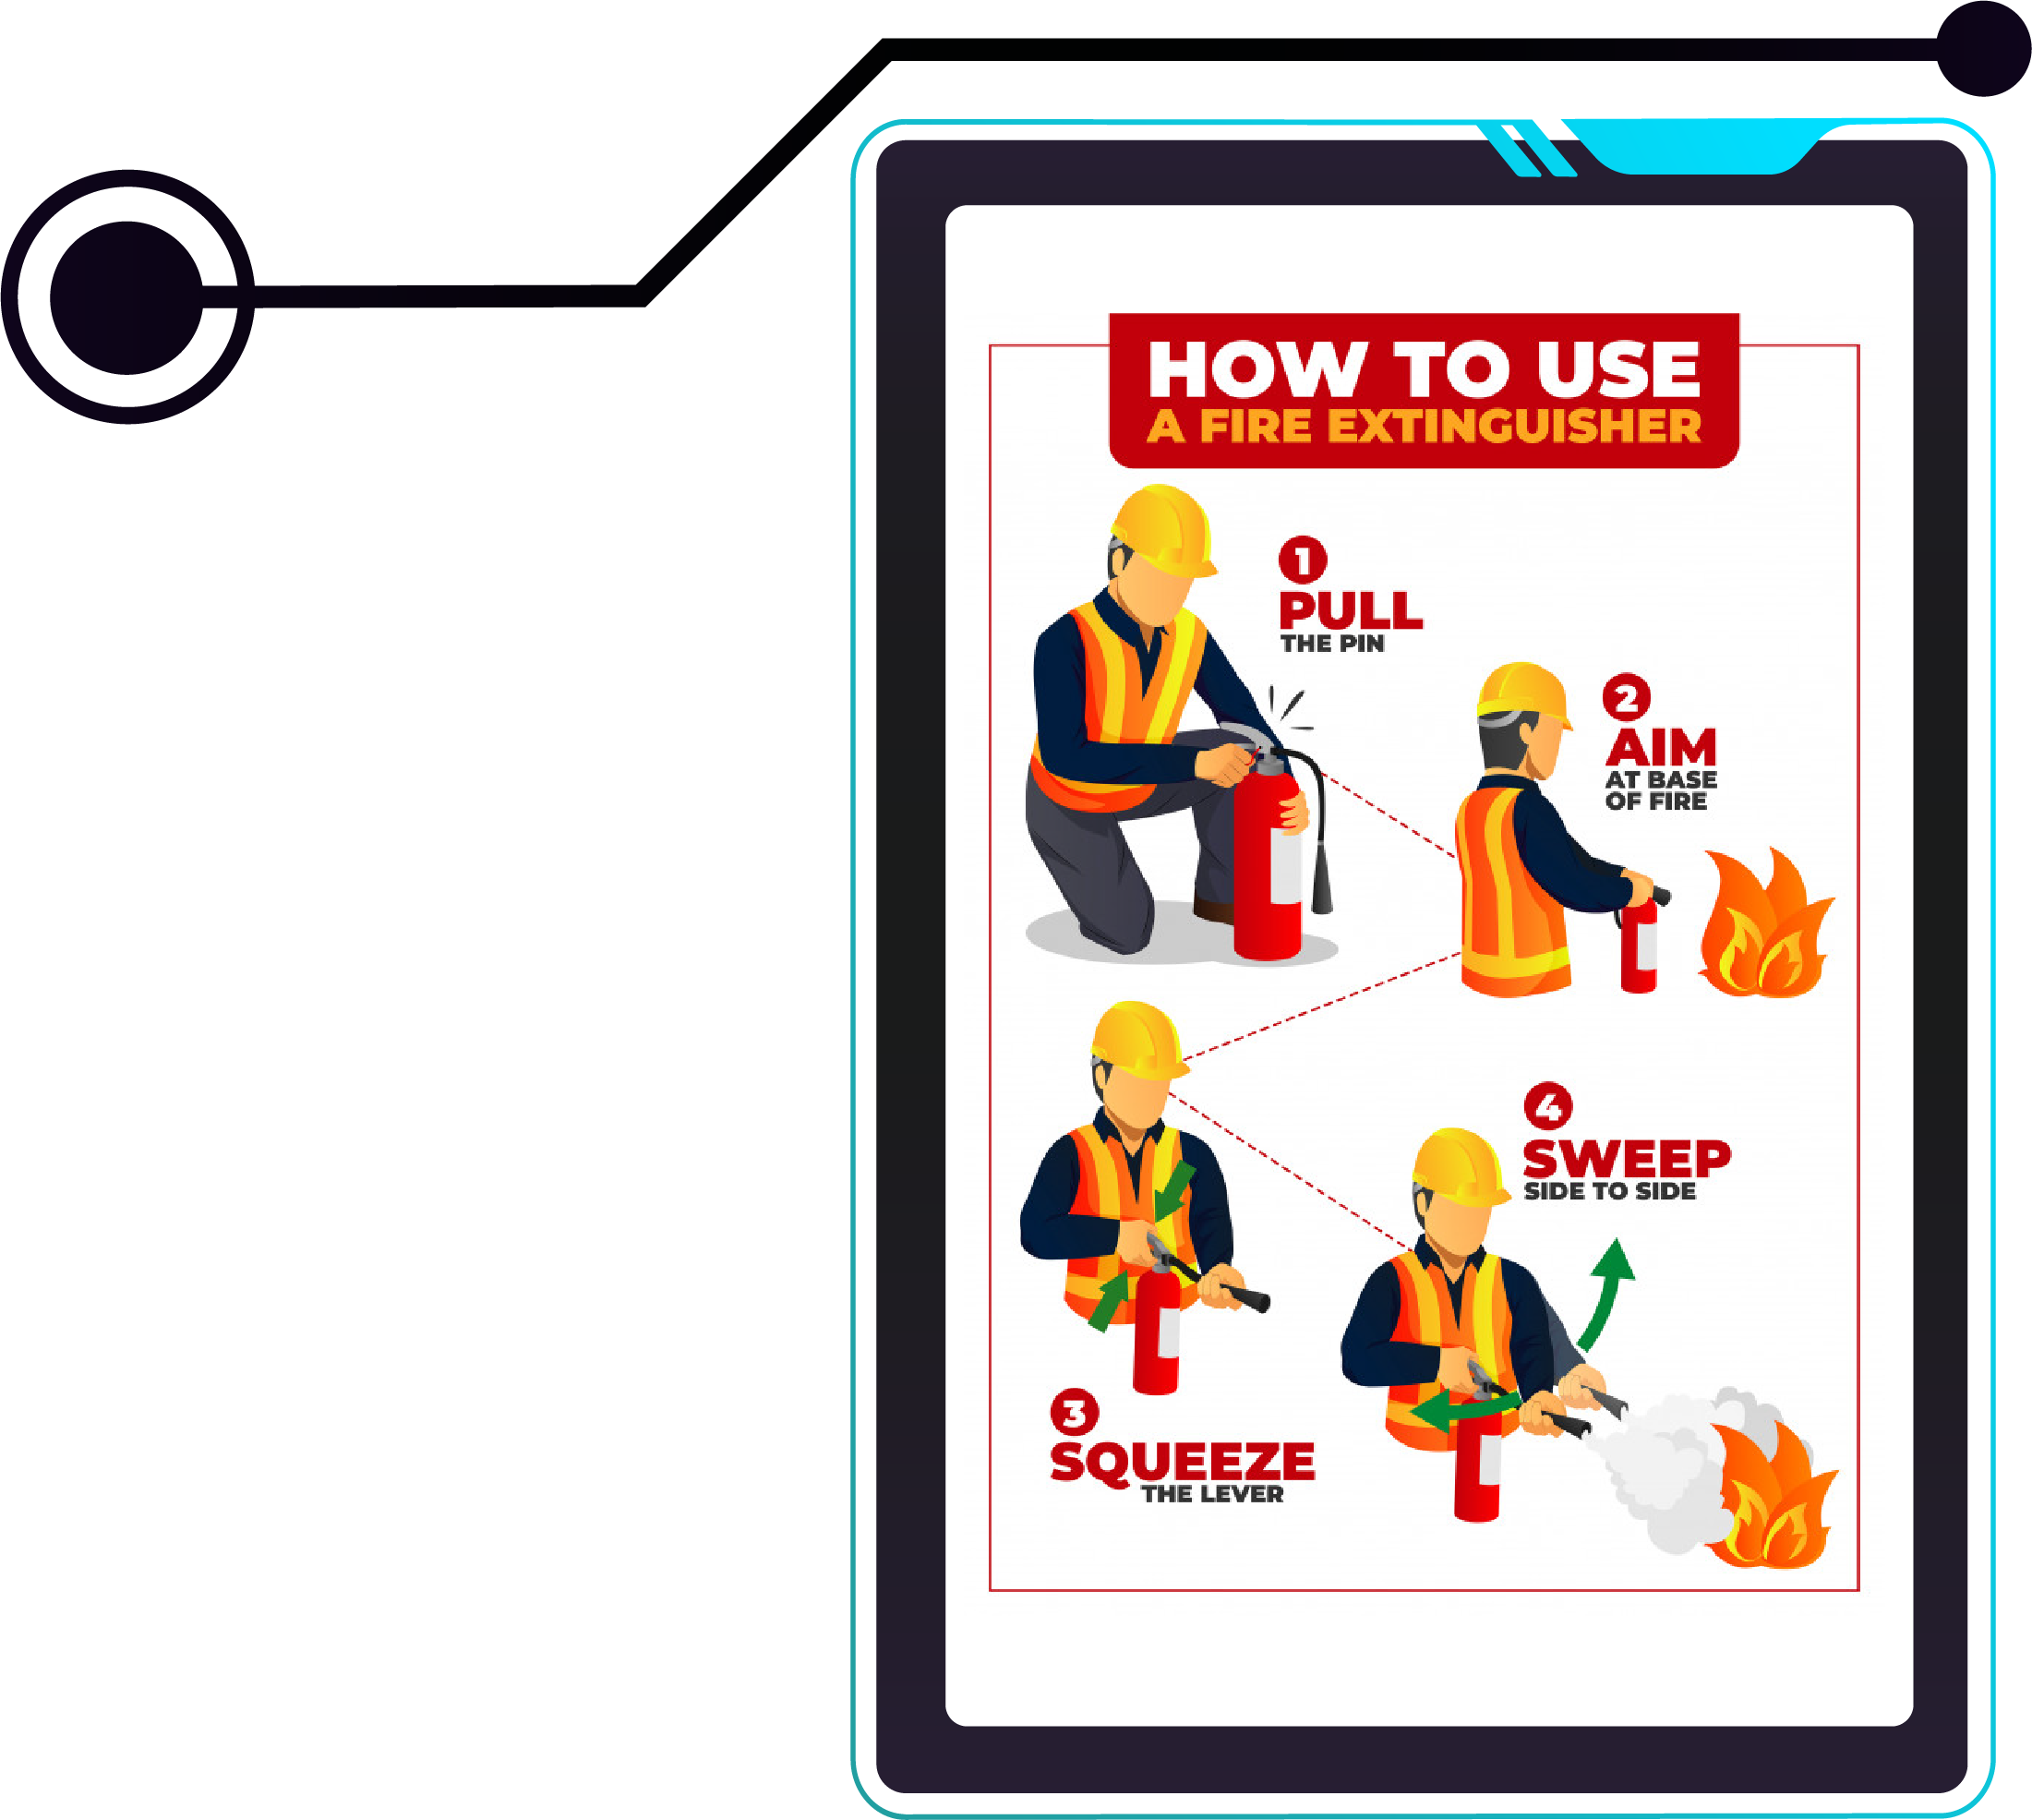 HOW TO USE
A FIRE EXTINGUISHER
1
PULL
THE PIN
2
AIM
AT BASE
OF FIRE
3
SQUEEZE
THE LEVER
4
SWEEP
SIDE TO SIDE